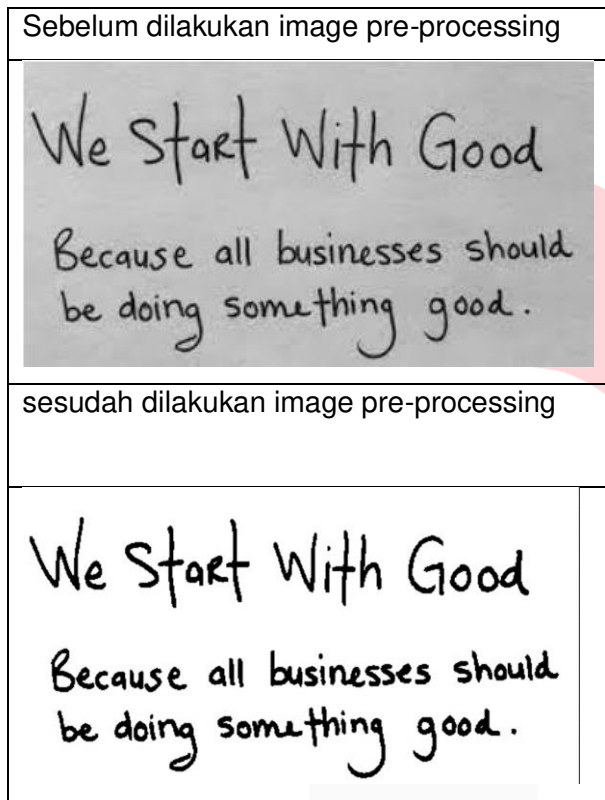 Sebelum dilakukan image pre-processing
We Start With Good
Because all businesses should
be doing something good.
sesudah dilakukan image pre-processing
We Start With Good
Because all businesses should
be doing something good.